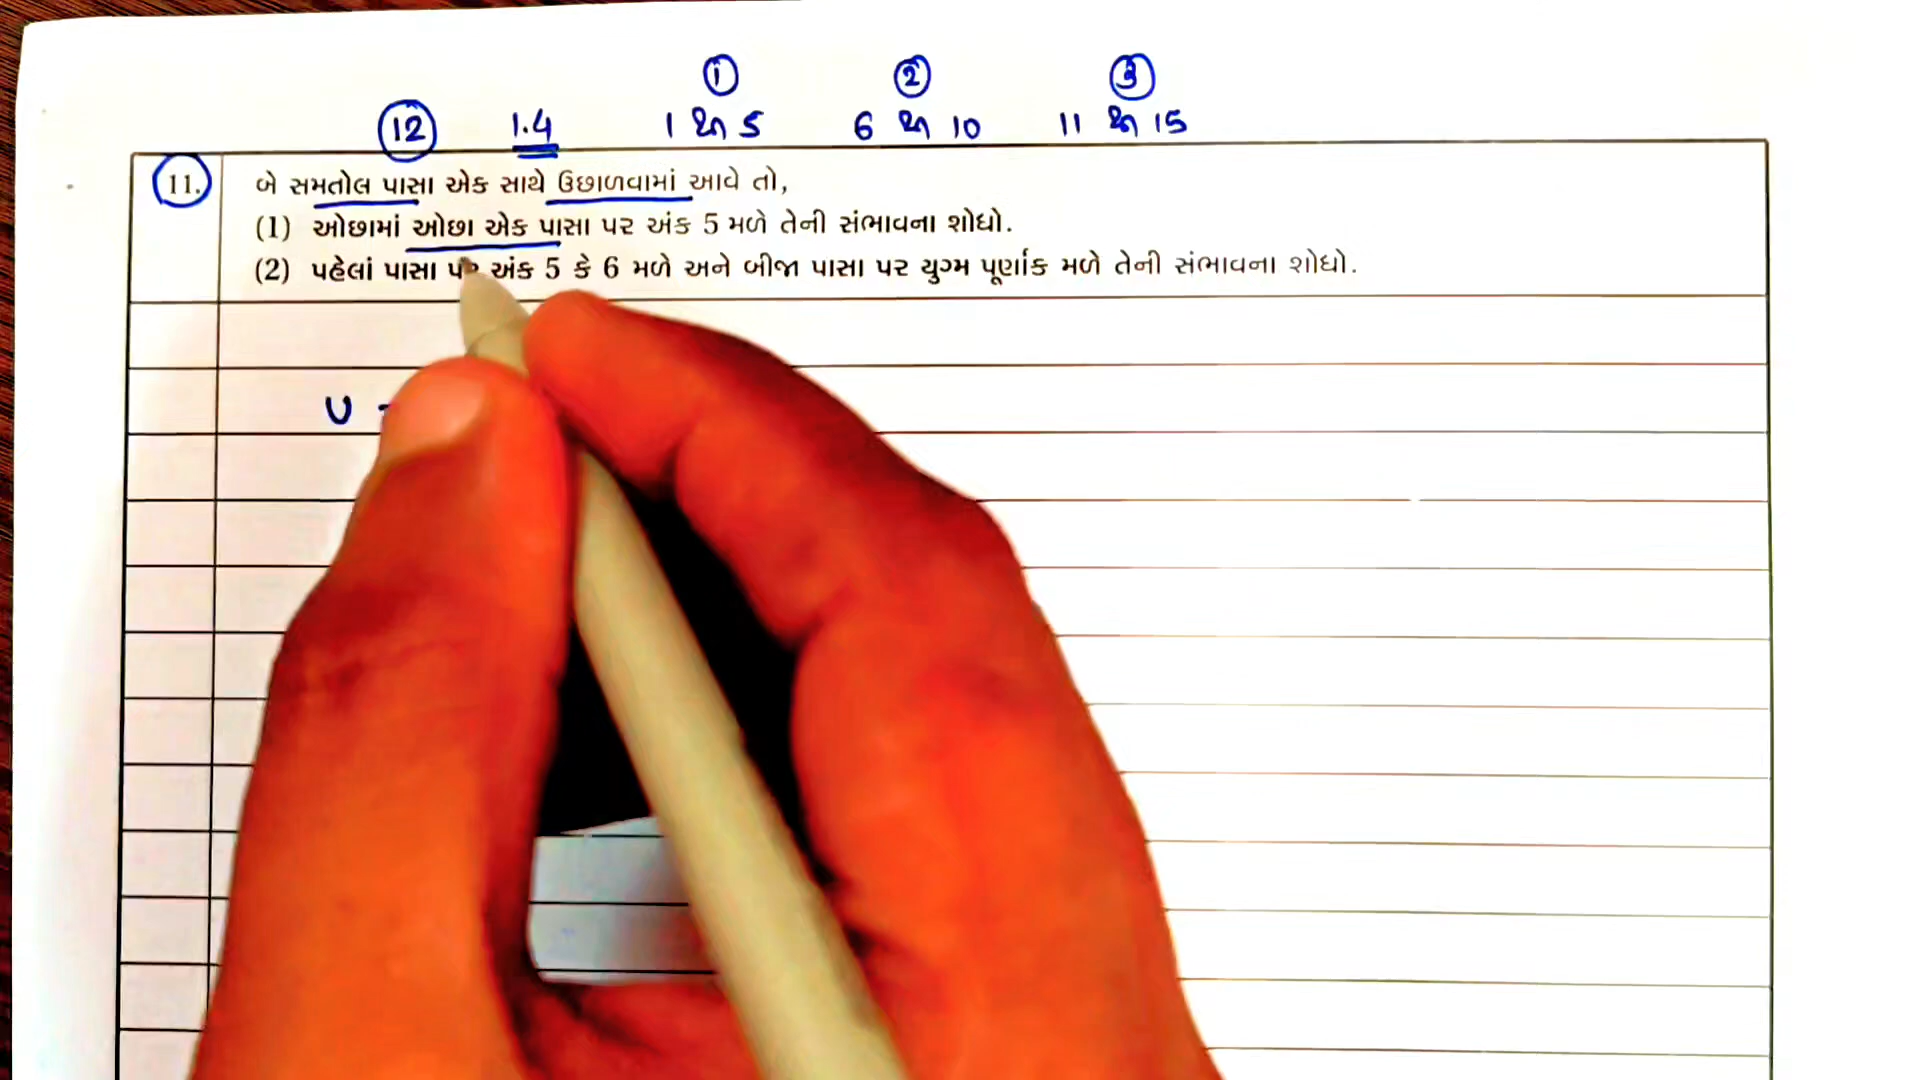 ① ② ③
⑫ 1.4 1 થી 5 6 થી 10 11 થી 15
11. બે સમતોલ પાસા એક સાથે ઉછાળવામાં આવે તો,
(1) ઓછામાં ઓછા એક પાસા પર અંક 5 મળે તેની સંભાવના શોધો.
(2) પહેલાં પાસા પર અંક 5 કે 6 મળે અને બીજા પાસા પર યુગ્મ પૂર્ણાંક મળે તેની સંભાવના શોધો.
U